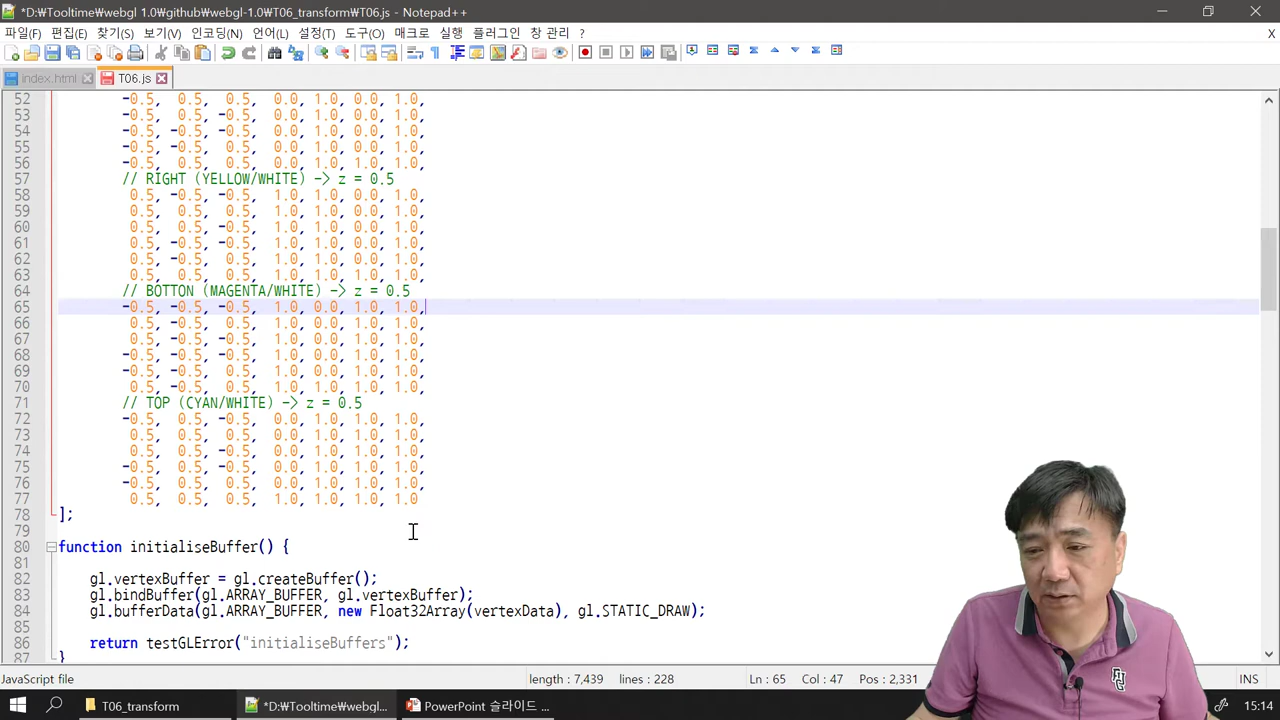 *D:₩Tooltime₩webgl 1.0₩github₩webgl-1.0₩T06_transform₩T06.js - Notepad++
파일(F) 편집(E) 찾기(S) 보기(V) 인코딩(N) 언어(L) 설정(T) 도구(O) 매크로 실행 플러그인 창 관리 ? X
index.html T06.js
52 -0.5, 0.5, 0.5, 0.0, 1.0, 0.0, 1.0,
53 -0.5, -0.5, -0.5, 0.0, 1.0, 0.0, 1.0,
54 -0.5, -0.5, -0.5, 0.0, 1.0, 0.0, 1.0,
55 -0.5, 0.5, 0.5, 0.0, 1.0, 0.0, 1.0,
56 -0.5, 0.5, 0.5, 0.0, 1.0, 1.0, 1.0,
57 // RIGHT (YELLOW/WHITE) -> z = 0.5
58 0.5, -0.5, -0.5, 1.0, 1.0, 0.0, 1.0,
59 0.5, 0.5, -0.5, 1.0, 1.0, 0.0, 1.0,
60 0.5, 0.5, 0.5, 1.0, 1.0, 0.0, 1.0,
61 0.5, -0.5, -0.5, 1.0, 1.0, 0.0, 1.0,
62 0.5, -0.5, 0.5, 1.0, 1.0, 0.0, 1.0,
63 0.5, 0.5, 0.5, 1.0, 1.0, 1.0, 1.0,
64 // BOTTON (MAGENTA/WHITE) -> z = 0.5
65 -0.5, -0.5, -0.5, 1.0, 0.0, 1.0, 1.0,
66 0.5, -0.5, 0.5, 1.0, 0.0, 1.0, 1.0,
67 0.5, -0.5, -0.5, 1.0, 0.0, 1.0, 1.0,
68 -0.5, -0.5, -0.5, 1.0, 0.0, 1.0, 1.0,
69 -0.5, -0.5, 0.5, 1.0, 0.0, 1.0, 1.0,
70 0.5, -0.5, 0.5, 1.0, 1.0, 1.0, 1.0,
71 // TOP (CYAN/WHITE) -> z = 0.5
72 -0.5, 0.5, -0.5, 0.0, 1.0, 1.0, 1.0,
73 0.5, 0.5, 0.5, 0.0, 1.0, 1.0, 1.0,
74 0.5, 0.5, -0.5, 0.0, 1.0, 1.0, 1.0,
75 -0.5, 0.5, -0.5, 0.0, 1.0, 1.0, 1.0,
76 -0.5, 0.5, 0.5, 0.0, 1.0, 1.0, 1.0,
77 0.5, 0.5, 0.5, 1.0, 1.0, 1.0, 1.0
78 ];
79
80 function initialiseBuffer() {
81
82 gl.vertexBuffer = gl.createBuffer();
83 gl.bindBuffer(gl.ARRAY_BUFFER, gl.vertexBuffer);
84 gl.bufferData(gl.ARRAY_BUFFER, new Float32Array(vertexData), gl.STATIC_DRAW);
85
86 return testGLError("initialiseBuffers");
87 }
JavaScript file length : 7,439 lines : 228 Ln : 65 Col : 47 Pos : 2,331 INS
T06_transform *D:₩Tooltime₩webgl... PowerPoint 슬라이드 ... 15:14